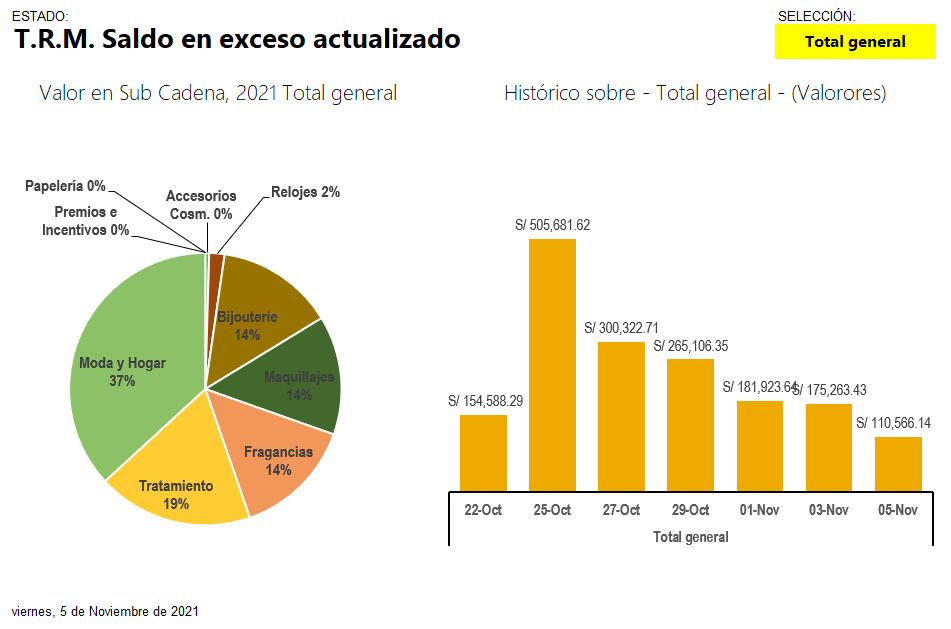 ESTADO:
T.R.M. Saldo en exceso actualizado
SELECCIÓN:
Total general
Valor en Sub Cadena, 2021 Total general
Papelería 0%
Premios e
Incentivos 0%
Accesorios
Cosm. 0%
Relojes 2%
Bijouterie
14%
Maquillajes
14%
Fragancias
14%
Tratamiento
19%
Moda y Hogar
37%
Histórico sobre - Total general - (Valorores)
S/ 154,588.29
S/ 505,681.62
S/ 300,322.71
S/ 265,106.35
S/ 181,923.64
S/ 175,263.43
S/ 110,566.14
22-Oct
25-Oct
27-Oct
29-Oct
01-Nov
03-Nov
05-Nov
Total general
viernes, 5 de Noviembre de 2021